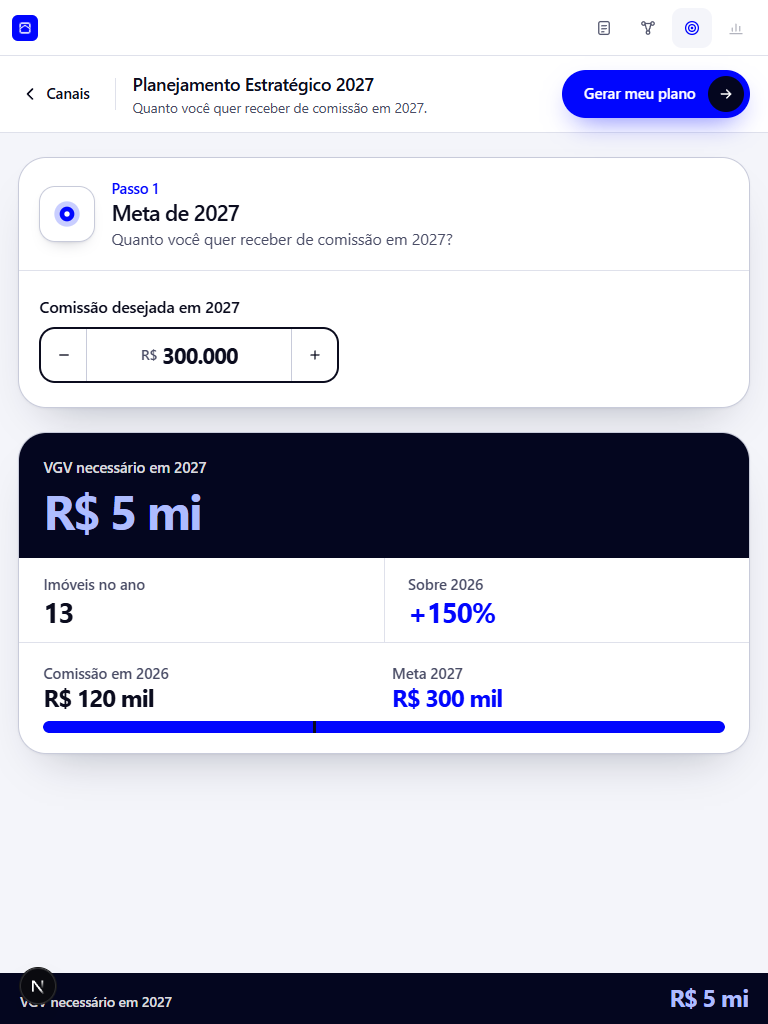 Canais
Planejamento Estratégico 2027
Quanto você quer receber de comissão em 2027.
Gerar meu plano
Passo 1
Meta de 2027
Quanto você quer receber de comissão em 2027?
Comissão desejada em 2027
− R$ 300.000 +
VGV necessário em 2027
R$ 5 mi
Imóveis no ano
13
Sobre 2026
+150%
Comissão em 2026
R$ 120 mil
Meta 2027
R$ 300 mil
N
VGV necessário em 2027
R$ 5 mi